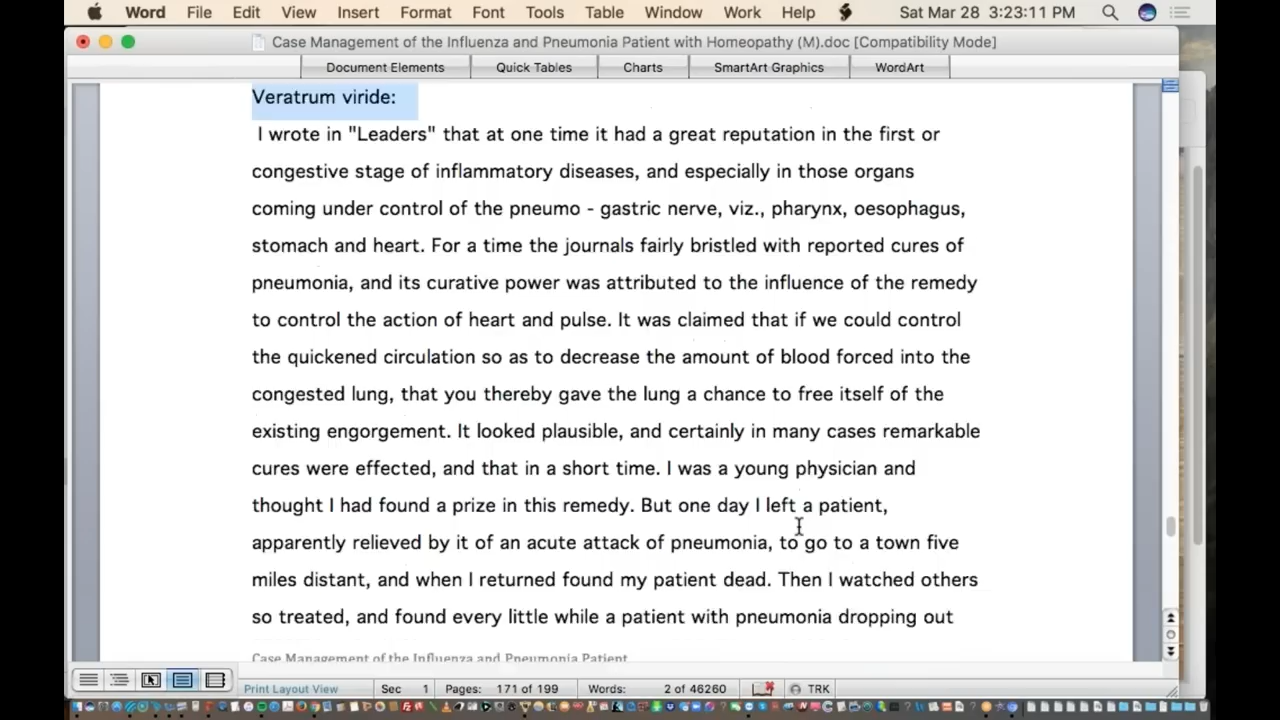 Word File Edit View Insert Format Font Tools Table Window Work Help Sat Mar 28 3:23:11 PM
Case Management of the Influenza and Pneumonia Patient with Homeopathy (M).doc [Compatibility Mode]
Document Elements Quick Tables Charts SmartArt Graphics WordArt
Veratrum viride:
I wrote in "Leaders" that at one time it had a great reputation in the first or
congestive stage of inflammatory diseases, and especially in those organs
coming under control of the pneumo - gastric nerve, viz., pharynx, oesophagus,
stomach and heart. For a time the journals fairly bristled with reported cures of
pneumonia, and its curative power was attributed to the influence of the remedy
to control the action of heart and pulse. It was claimed that if we could control
the quickened circulation so as to decrease the amount of blood forced into the
congested lung, that you thereby gave the lung a chance to free itself of the
existing engorgement. It looked plausible, and certainly in many cases remarkable
cures were effected, and that in a short time. I was a young physician and
thought I had found a prize in this remedy. But one day I left a patient,
apparently relieved by it of an acute attack of pneumonia, to go to a town five
miles distant, and when I returned found my patient dead. Then I watched others
so treated, and found every little while a patient with pneumonia dropping out
Case Management of the Influenza and Pneumonia Patient
Print Layout View Sec 1 Pages: 171 of 199 Words: 2 of 46260 TRK